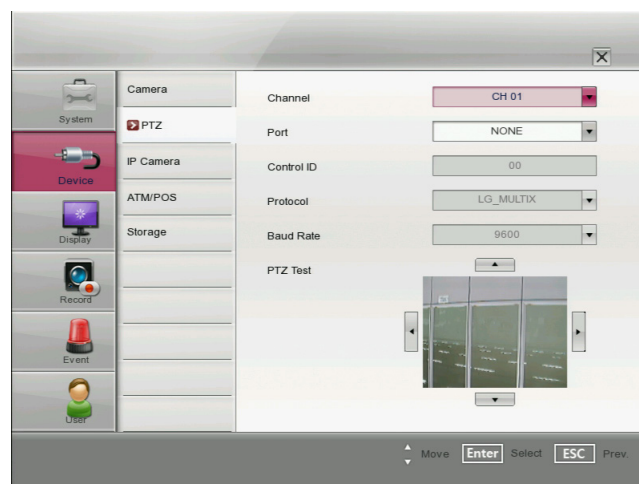 Camera
Channel
CH 01
System
PTZ
Port
NONE
IP Camera
Control ID
00
Device
ATM/POS
Protocol
LG_MULTIX
Display
Storage
Baud Rate
9600
PTZ Test
Record
Event
User
Move Enter Select ESC Prev.